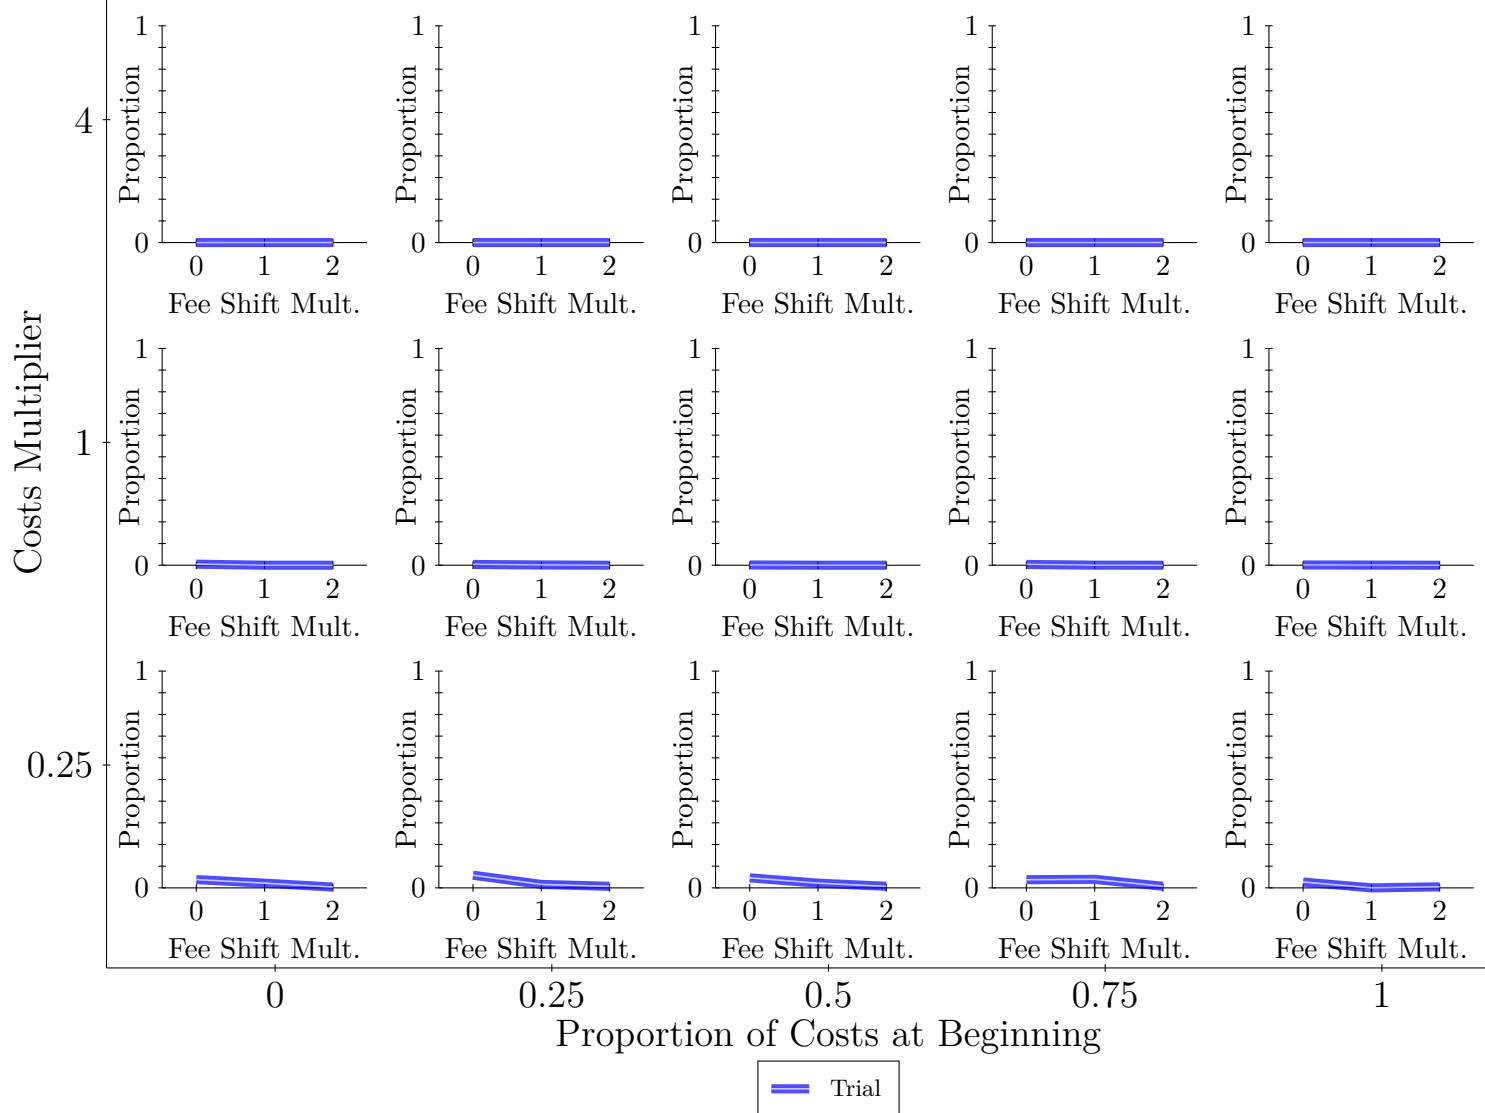 1 1 1 1 1
Proportion Proportion Proportion Proportion Proportion
4
0 0 0 0 0
0 1 2 0 1 2 0 1 2 0 1 2 0 1 2
Fee Shift Mult. Fee Shift Mult. Fee Shift Mult. Fee Shift Mult. Fee Shift Mult.
Costs Multiplier
1 1 1 1 1
Proportion Proportion Proportion Proportion Proportion
1
0 0 0 0 0
0 1 2 0 1 2 0 1 2 0 1 2 0 1 2
Fee Shift Mult. Fee Shift Mult. Fee Shift Mult. Fee Shift Mult. Fee Shift Mult.
1 1 1 1 1
Proportion Proportion Proportion Proportion Proportion
0.25
0 0 0 0 0
0 1 2 0 1 2 0 1 2 0 1 2 0 1 2
Fee Shift Mult. Fee Shift Mult. Fee Shift Mult. Fee Shift Mult. Fee Shift Mult.
0 0.25 0.5 0.75 1
Proportion of Costs at Beginning
Trial